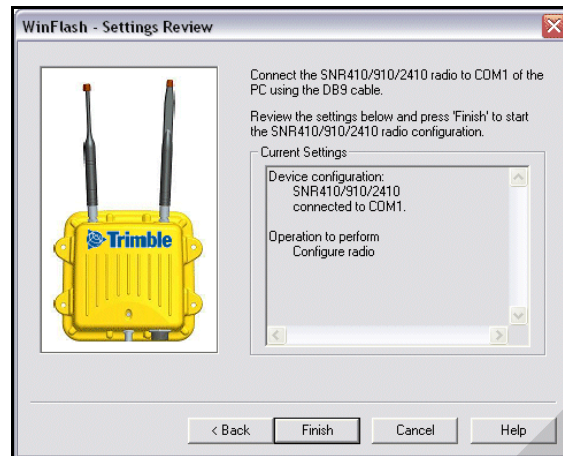 WinFlash - Settings Review
Trimble
Connect the SNR410/910/2410 radio to COM1 of the
PC using the DB9 cable.
Review the settings below and press 'Finish' to start
the SNR410/910/2410 radio configuration.
Current Settings
Device configuration:
SNR410/910/2410
connected to COM1.
Operation to perform
Configure radio
< Back
Finish
Cancel
Help